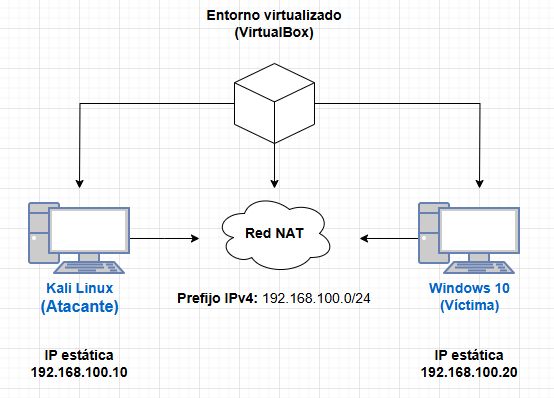 Entorno virtualizado
(VirtualBox)
Red NAT
Kali Linux
(Atacante)
Prefijo IPv4: 192.168.100.0/24
Windows 10
(Víctima)
IP estática
192.168.100.10
IP estática
192.168.100.20